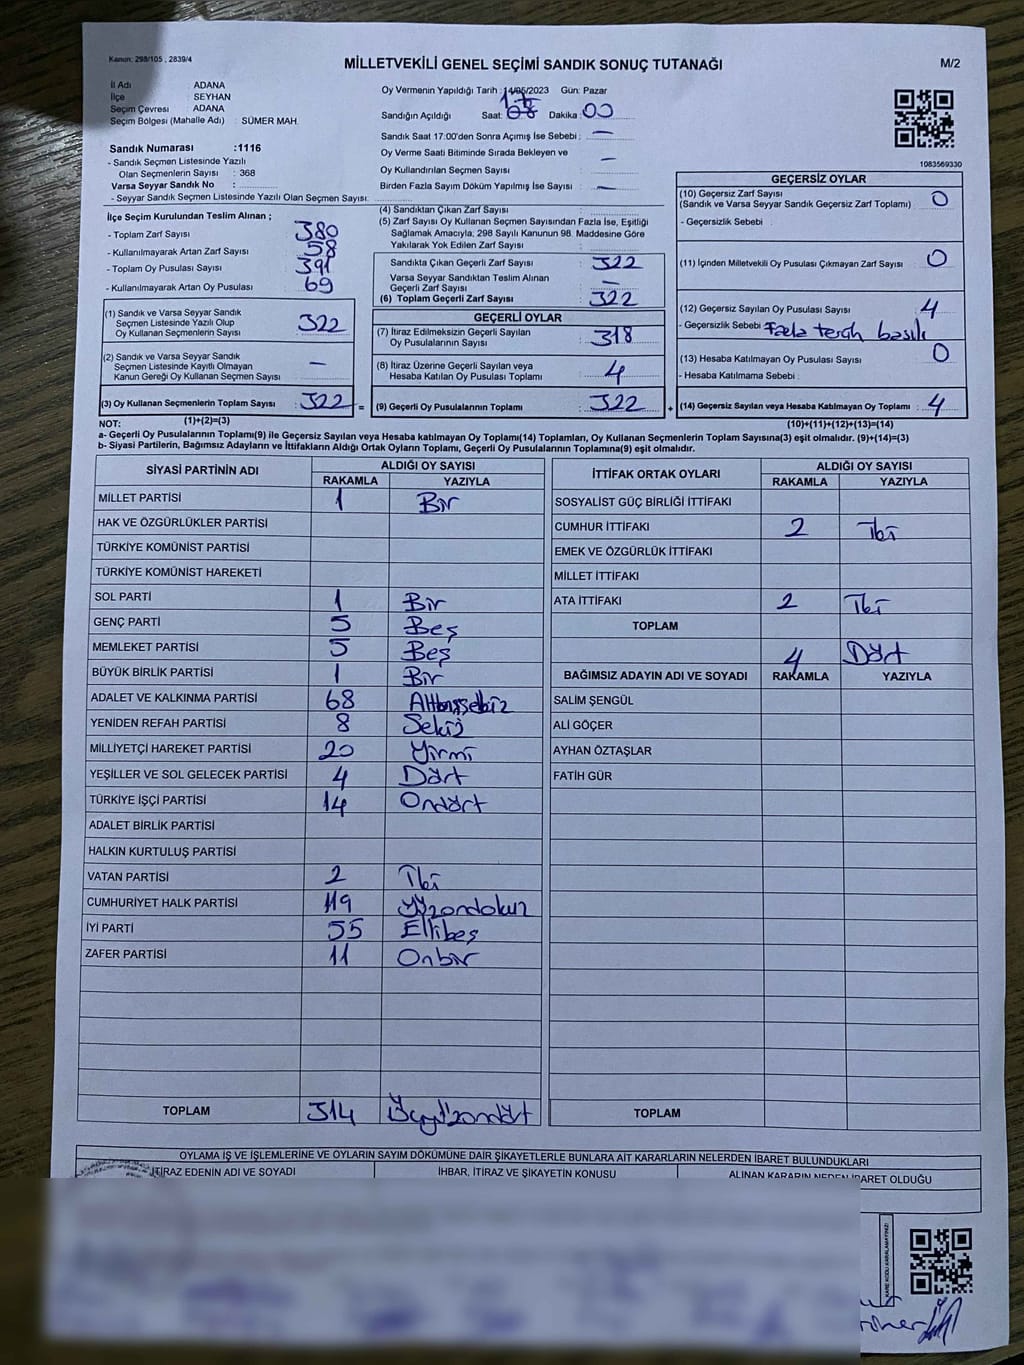 Kanun: 298/105 , 2839/4
MİLLETVEKİLİ GENEL SEÇİMİ SANDIK SONUÇ TUTANAĞI
M/2
İl Adı : ADANA
İlçe : SEYHAN
Seçim Çevresi : ADANA
Seçim Bölgesi (Mahalle Adı) : SÜMER MAH.
Sandık Numarası :1116
- Sandık Seçmen Listesinde Yazılı
Olan Seçmenlerin Sayısı : 368
Varsa Seyyar Sandık No :
- Seyyar Sandık Seçmen Listesinde Yazılı Olan Seçmen Sayısı:
Oy Vermenin Yapıldığı Tarih : 14/05/2023 Gün: Pazar
17
Sandığın Açıldığı Saat: 08 Dakika : 00
Sandık Saat 17:00'den Sonra Açımış İse Sebebi : —
Oy Verme Saati Bitiminde Sırada Bekleyen ve
Oy Kullandırılan Seçmen Sayısı : —
Birden Fazla Sayım Döküm Yapılmış İse Sayısı : —
1083569330
İlçe Seçim Kurulundan Teslim Alınan ;
- Toplam Zarf Sayısı : 380
- Kullanılmayarak Artan Zarf Sayısı : 58
- Toplam Oy Pusulası Sayısı : 391
- Kullanılmayarak Artan Oy Pusulası : 69
(1) Sandık ve Varsa Seyyar Sandık
Seçmen Listesinde Yazılı Olup
Oy Kullanan Seçmenlerin Sayısı : 322
(2) Sandık ve Varsa Seyyar Sandık
Seçmen Listesinde Kayıtlı Olmayan
Kanun Gereği Oy Kullanan Seçmen Sayısı : —
(3) Oy Kullanan Seçmenlerin Toplam Sayısı : 322 =
(1)+(2)=(3)
(4) Sandıktan Çıkan Zarf Sayısı :
(5) Zarf Sayısı Oy Kullanan Seçmen Sayısından Fazla İse, Eşitliği
Sağlamak Amacıyla, 298 Sayılı Kanunun 98. Maddesine Göre
Yakılarak Yok Edilen Zarf Sayısı :
Sandıkta Çıkan Geçerli Zarf Sayısı : 322
Varsa Seyyar Sandıktan Teslim Alınan
Geçerli Zarf Sayısı : —
(6) Toplam Geçerli Zarf Sayısı : 322
GEÇERLİ OYLAR
(7) İtiraz Edilmeksizin Geçerli Sayılan
Oy Pusulalarının Sayısı : 318
(8) İtiraz Üzerine Geçerli Sayılan veya
Hesaba Katılan Oy Pusulası Toplamı : 4
(9) Geçerli Oy Pusulalarının Toplamı : 322 +
GEÇERSİZ OYLAR
(10) Geçersiz Zarf Sayısı
(Sandık ve Varsa Seyyar Sandık Geçersiz Zarf Toplamı) : 0
- Geçersizlik Sebebi :
(11) İçinden Milletvekili Oy Pusulası Çıkmayan Zarf Sayısı : 0
(12) Geçersiz Sayılan Oy Pusulası Sayısı : 4
- Geçersizlik Sebebi : Fazla tercih basılı
(13) Hesaba Katılmayan Oy Pusulası Sayısı : 0
- Hesaba Katılmama Sebebi :
(14) Geçersiz Sayılan veya Hesaba Katılmayan Oy Toplamı : 4
(10)+(11)+(12)+(13)=(14)
NOT:
a- Geçerli Oy Pusulalarının Toplamı(9) ile Geçersiz Sayılan veya Hesaba katılmayan Oy Toplamı(14) Toplamları, Oy Kullanan Seçmenlerin Toplam Sayısına(3) eşit olmalıdır. (9)+(14)=(3)
b- Siyasi Partilerin, Bağımsız Adayların ve İttifakların Aldığı Ortak Oyların Toplamı, Geçerli Oy Pusulalarının Toplamına(9) eşit olmalıdır.
SİYASİ PARTİNİN ADI
ALDIĞI OY SAYISI
RAKAMLA YAZIYLA
MİLLET PARTİSİ 1 Bir
HAK VE ÖZGÜRLÜKLER PARTİSİ
TÜRKİYE KOMÜNİST PARTİSİ
TÜRKİYE KOMÜNİST HAREKETİ
SOL PARTİ 1 Bir
GENÇ PARTİ 5 Beş
MEMLEKET PARTİSİ 5 Beş
BÜYÜK BİRLİK PARTİSİ 1 Bir
ADALET VE KALKINMA PARTİSİ 68 Altmışsekiz
YENİDEN REFAH PARTİSİ 8 Sekiz
MİLLİYETÇİ HAREKET PARTİSİ 20 Yirmi
YEŞİLLER VE SOL GELECEK PARTİSİ 4 Dört
TÜRKİYE İŞÇİ PARTİSİ 14 Ondört
ADALET BİRLİK PARTİSİ
HALKIN KURTULUŞ PARTİSİ
VATAN PARTİSİ 2 İki
CUMHURİYET HALK PARTİSİ 119 Yüzondokuz
İYİ PARTİ 55 Ellibeş
ZAFER PARTİSİ 11 Onbir
TOPLAM 314 Üçyüzondört
İTTİFAK ORTAK OYLARI
ALDIĞI OY SAYISI
RAKAMLA YAZIYLA
SOSYALİST GÜÇ BİRLİĞİ İTTİFAKI
CUMHUR İTTİFAKI 2 İki
EMEK VE ÖZGÜRLÜK İTTİFAKI
MİLLET İTTİFAKI
ATA İTTİFAKI 2 İki
TOPLAM 4 Dört
BAĞIMSIZ ADAYIN ADI VE SOYADI RAKAMLA YAZIYLA
SALİM ŞENGÜL
ALİ GÖÇER
AYHAN ÖZTAŞLAR
FATİH GÜR
TOPLAM
OYLAMA İŞ VE İŞLEMLERİNE VE OYLARIN SAYIM DÖKÜMÜNE DAİR ŞİKAYETLERLE BUNLARA AİT KARARLARIN NELERDEN İBARET BULUNDUKLARI
İTİRAZ EDENİN ADI VE SOYADI
İHBAR, İTİRAZ VE ŞİKAYETİN KONUSU
ALINAN KARARIN NEDEN İBARET OLDUĞU
KARE KODU KARALAMAYINIZ!